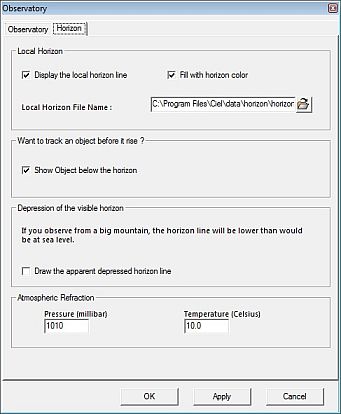 Observatory
Observatory Horizon
Local Horizon
Display the local horizon line Fill with horizon color
Local Horizon File Name : C:\Program Files\Ciel\data\horizon\horizor
Want to track an object before it rise ?
Show Object below the horizon
Depression of the visible horizon
If you observe from a big mountain, the horizon line will be lower than would
be at sea level.
Draw the apparent depressed horizon line
Atmospheric Refraction
Pressure (millibar) Temperature (Celsius)
1010 10.0
OK Apply Cancel